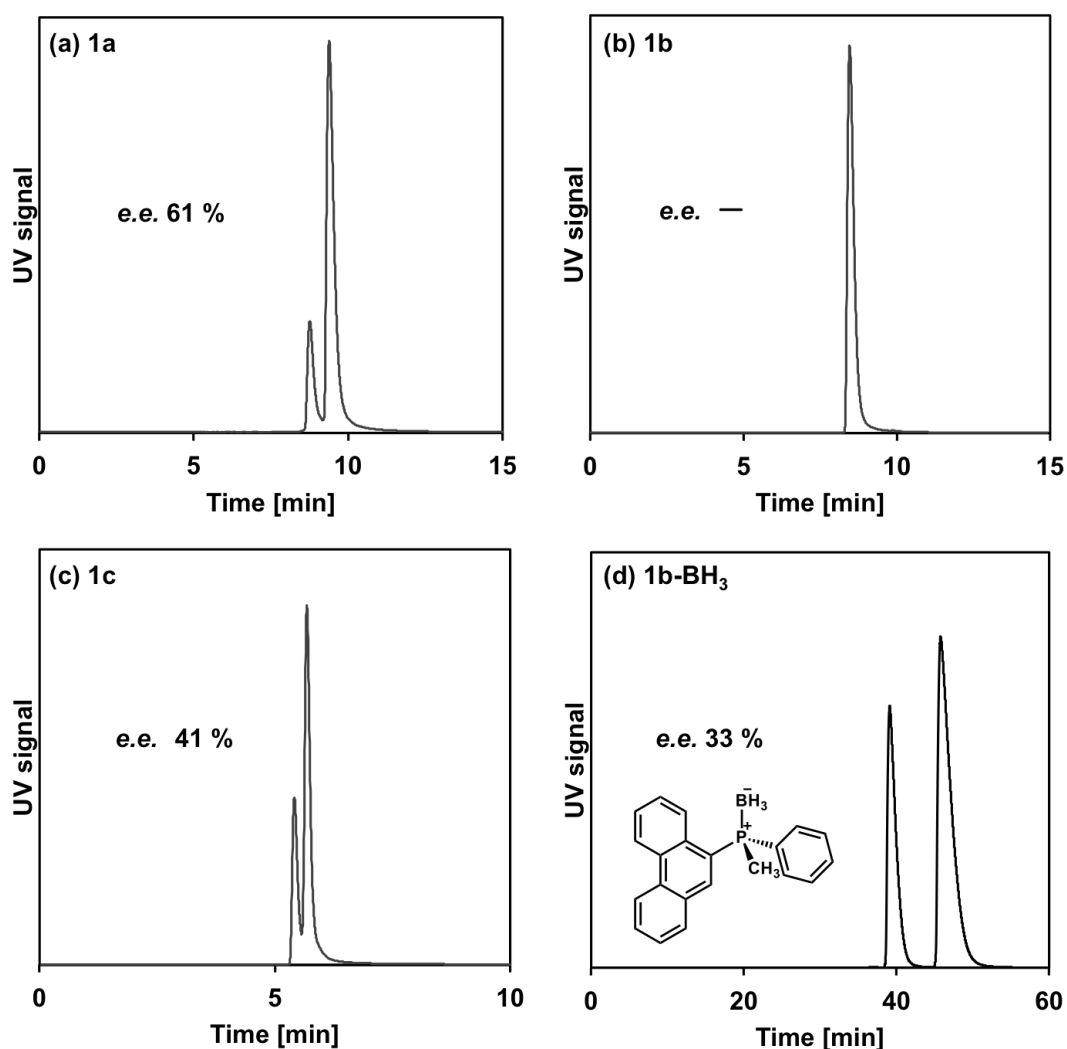 (a) 1a
UV signal
e.e. 61 %
0 5 10 15
Time [min]
(b) 1b
UV signal
e.e. —
0 5 10 15
Time [min]
(c) 1c
UV signal
e.e. 41 %
0 5 10
Time [min]
(d) 1b-BH₃
UV signal
e.e. 33 %
−
BH₃
+
P
CH₃
0 20 40 60
Time [min]